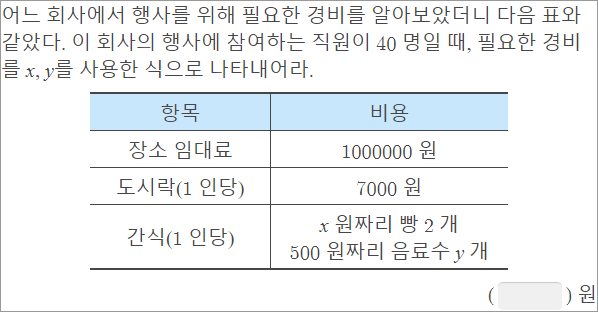 어느 회사에서 행사를 위해 필요한 경비를 알아보았더니 다음 표와
같았다. 이 회사의 행사에 참여하는 직원이 40 명일 때, 필요한 경비
를 x, y를 사용한 식으로 나타내어라.
항목 비용
장소 임대료 1000000 원
도시락(1 인당) 7000 원
간식(1 인당) x 원짜리 빵 2 개
500 원짜리 음료수 y 개
( ) 원